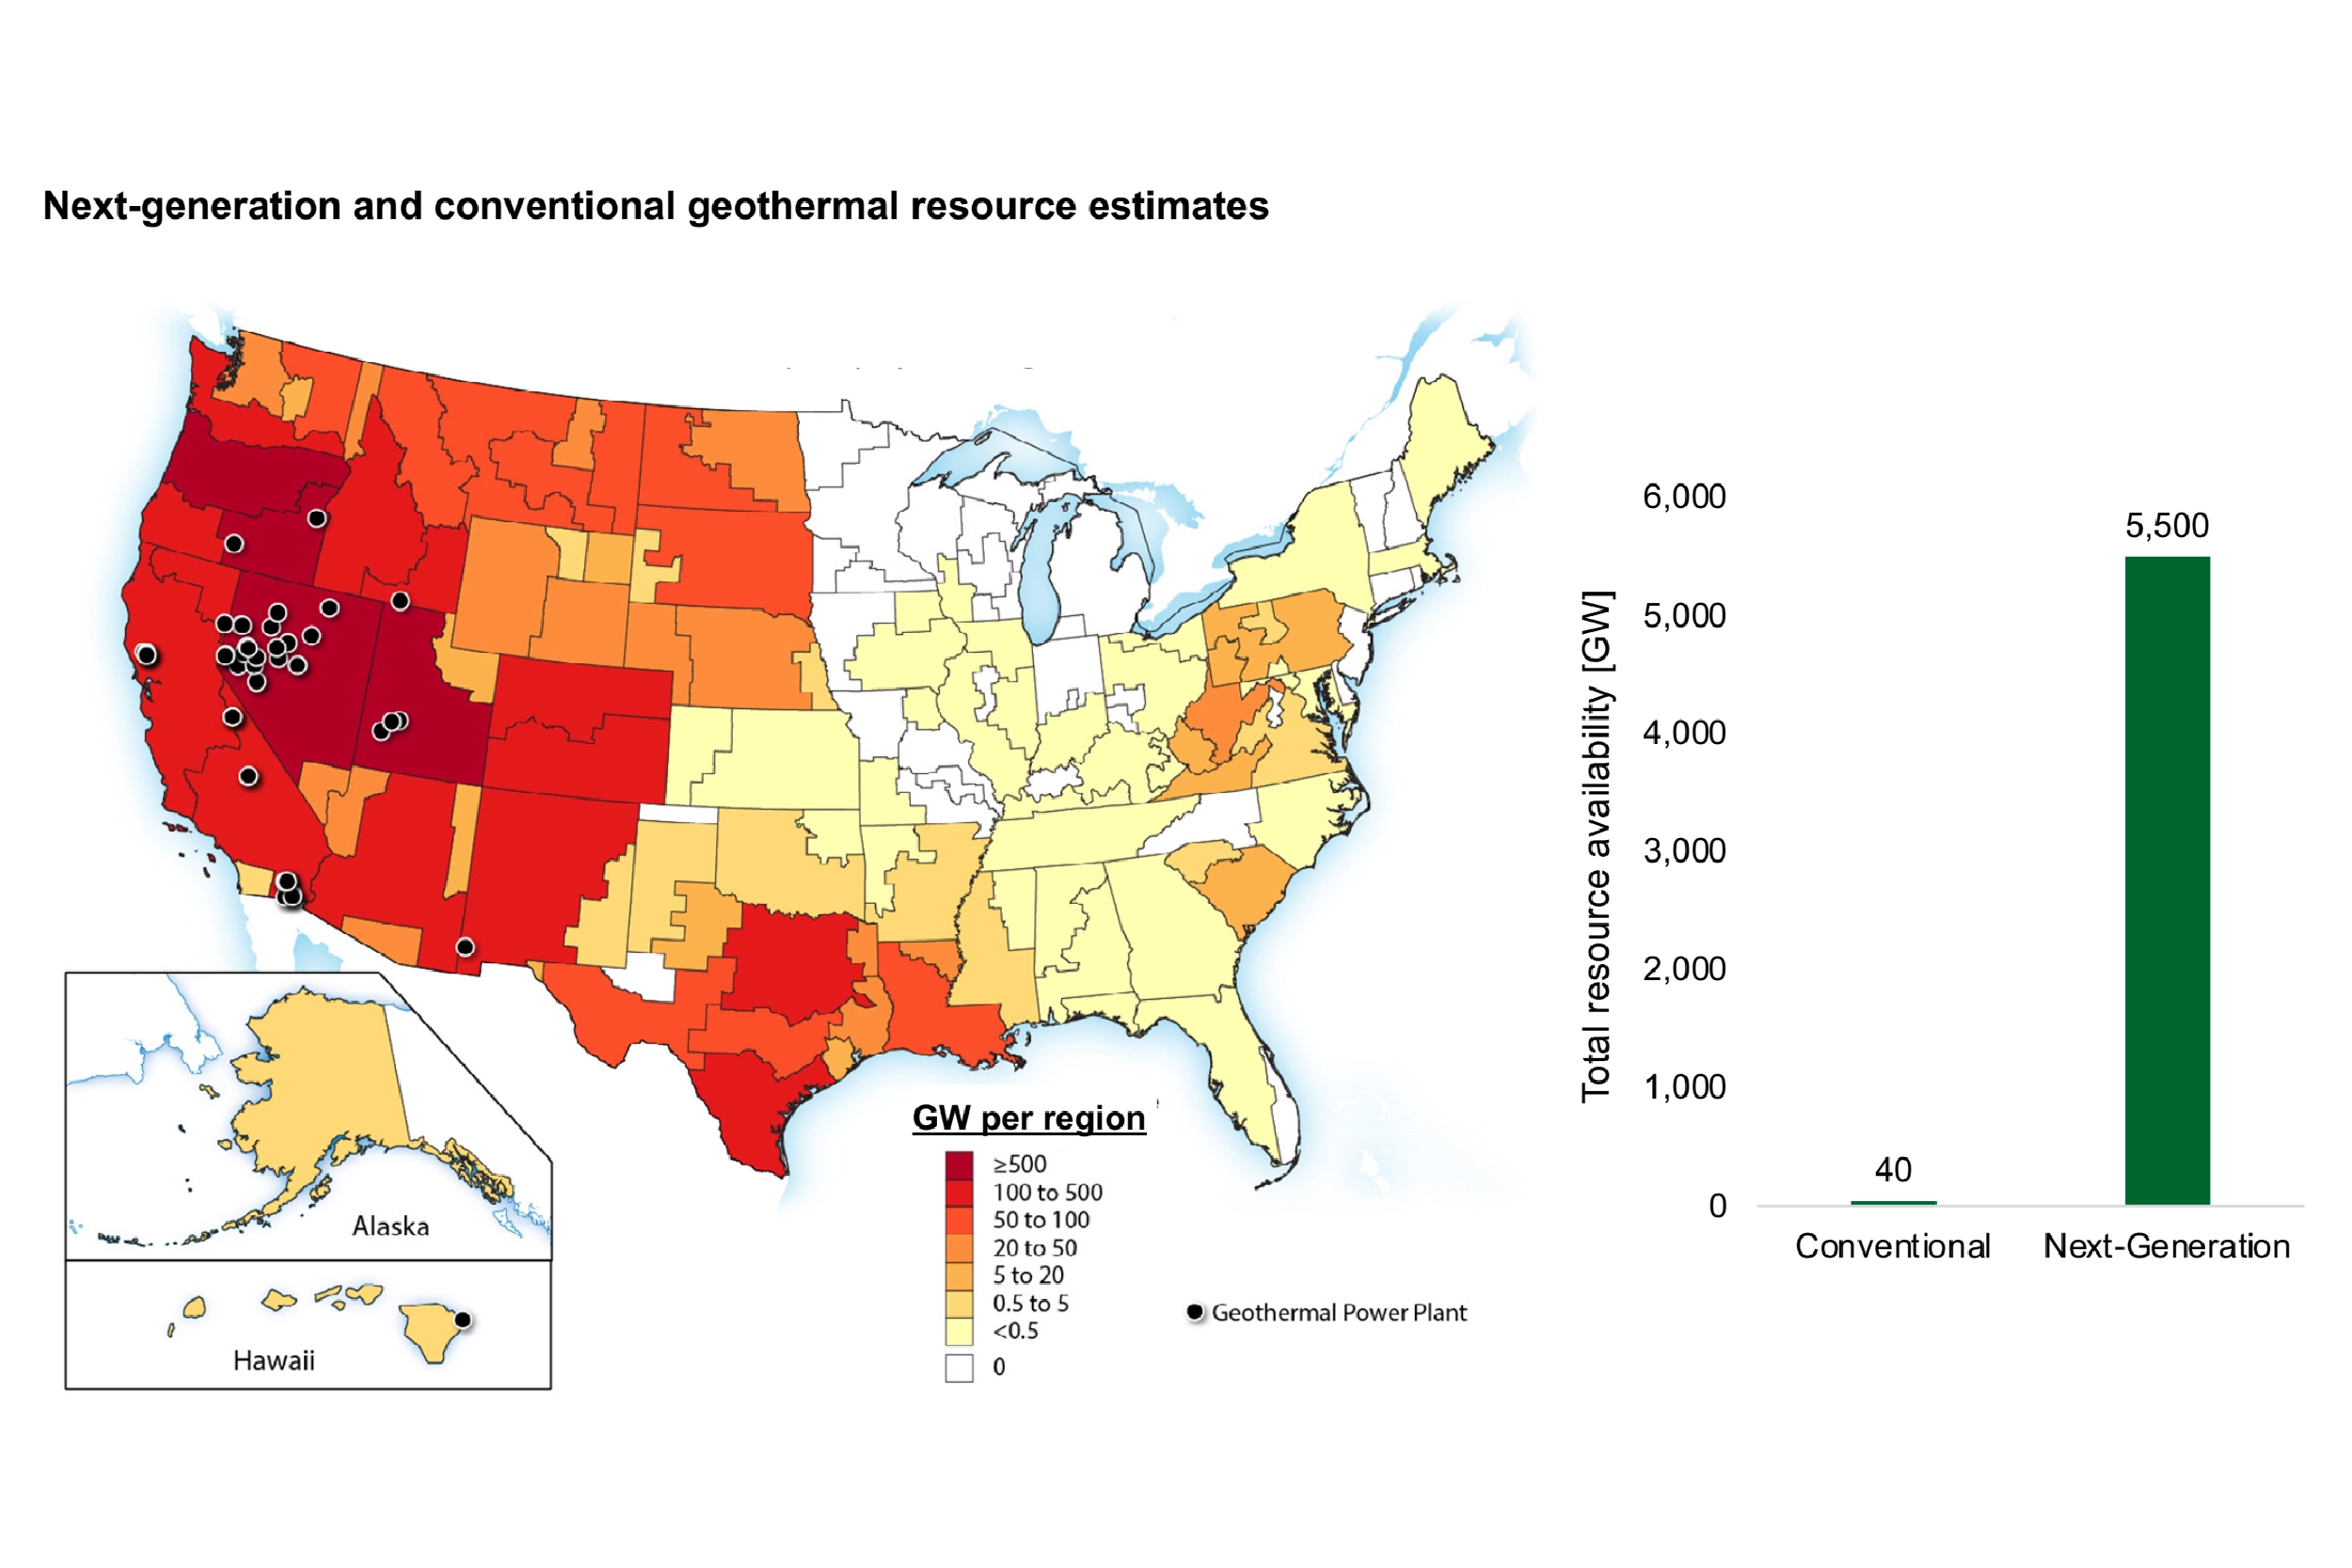 Next-generation and conventional geothermal resource estimates
Alaska
Hawaii
GW per region
≥500
100 to 500
50 to 100
20 to 50
5 to 20
0.5 to 5
<0.5
0
Geothermal Power Plant
Total resource availability [GW]
6,000
5,000
4,000
3,000
2,000
1,000
0
40
5,500
Conventional
Next-Generation